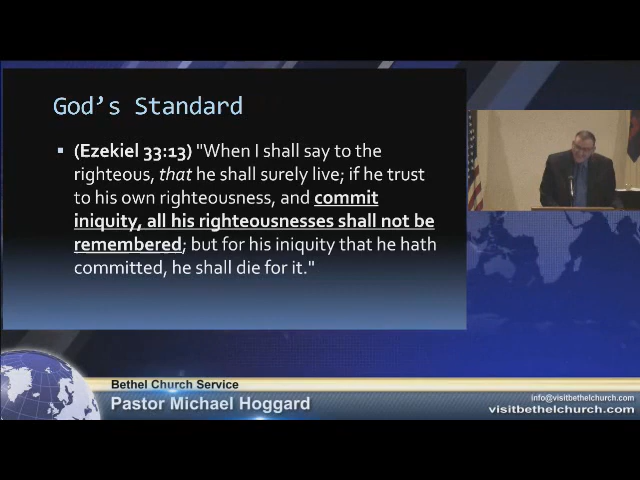 God's Standard
▪ (Ezekiel 33:13) "When I shall say to the
righteous, that he shall surely live; if he trust
to his own righteousness, and commit
iniquity, all his righteousnesses shall not be
remembered; but for his iniquity that he hath
committed, he shall die for it."
Bethel Church Service
Pastor Michael Hoggard
info@visitbethelchurch.com
visitbethelchurch.com